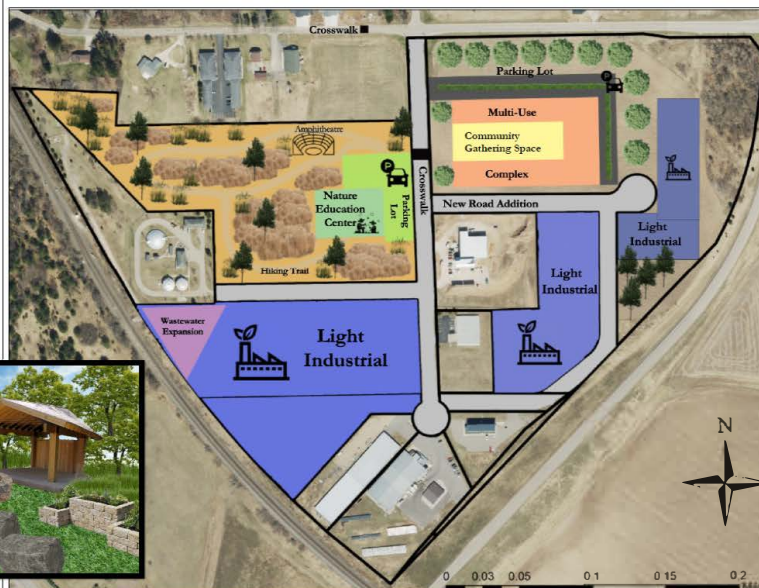 Crosswalk
Parking Lot
P
Multi-Use
Community
Gathering Space
Complex
Amphitheatre
P
Parking
Lot
Nature
Education
Center
Crosswalk
New Road Addition
Hiking Trail
Light
Industrial
Light
Industrial
Wastewater
Expansion
Light
Industrial
N
0 0.03 0.05 0.1 0.15 0.2